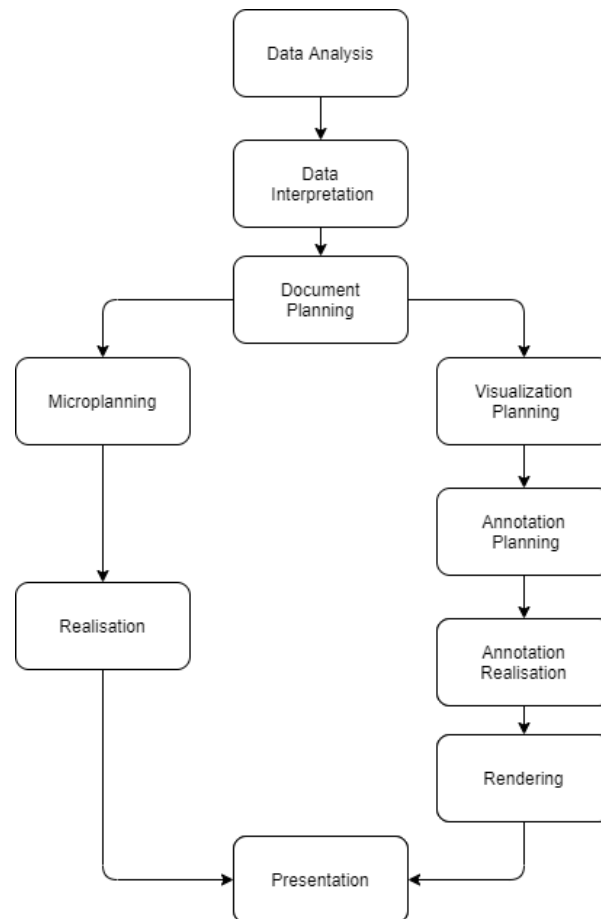 Data Analysis
Data
Interpretation
Document
Planning
Microplanning
Visualization
Planning
Annotation
Planning
Realisation
Annotation
Realisation
Rendering
Presentation